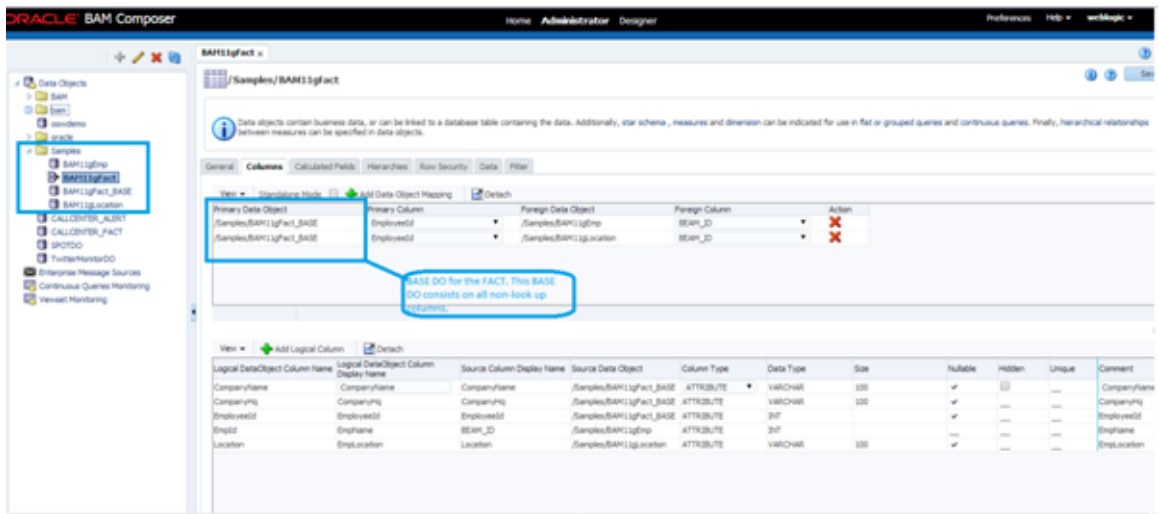 ORACLE BAM Composer
Home Administrator Designer
Preferences Help weblogic
BAM11gFact
/Samples/BAM11gFact
Data objects contain business data, or can be linked to a database table containing the data. Additionally, star schema , measures and dimension can be indicated for use in flat or grouped queries and continuous queries. Finally, hierarchical relationships
between measures can be specified in data objects.
Data Objects
BAM
bam
osvdemo
oracle
Samples
BAM11gEmp
BAM11gFact
BAM11gFact_BASE
BAM11gLocation
CALLCENTER_ALERT
CALLCENTER_FACT
SPOTDO
TwitterMonitorDO
Enterprise Message Sources
Continuous Queries Monitoring
Viewset Monitoring
General Columns Calculated Fields Hierarchies Row Security Data Filter
View Standalone Mode Add Data Object Mapping Detach
Primary Data Object Primary Column Foreign Data Object Foreign Column Action
/Samples/BAM11gFact_BASE EmployeeId /Samples/BAM11gEmp BEAM_ID
/Samples/BAM11gFact_BASE EmployeeId /Samples/BAM11gLocation BEAM_ID
BASE DO for the FACT. This BASE
DO consists on all non-look up
columns.
View Add Logical Column Detach
Logical DataObject Column Name Logical DataObject Column Display Name Source Column Display Name Source Data Object Column Type Data Type Size Nullable Hidden Unique Comment
CompanyName CompanyName CompanyName /Samples/BAM11gFact_BASE ATTRIBUTE VARCHAR 100 CompanyName
CompanyHq CompanyHq CompanyHq /Samples/BAM11gFact_BASE ATTRIBUTE VARCHAR 100 CompanyHq
EmployeeId EmployeeId EmployeeId /Samples/BAM11gFact_BASE ATTRIBUTE INT EmployeeId
EmpId EmpName BEAM_ID /Samples/BAM11gEmp ATTRIBUTE INT EmpName
Location EmpLocation Location /Samples/BAM11gLocation ATTRIBUTE VARCHAR 100 EmpLocation